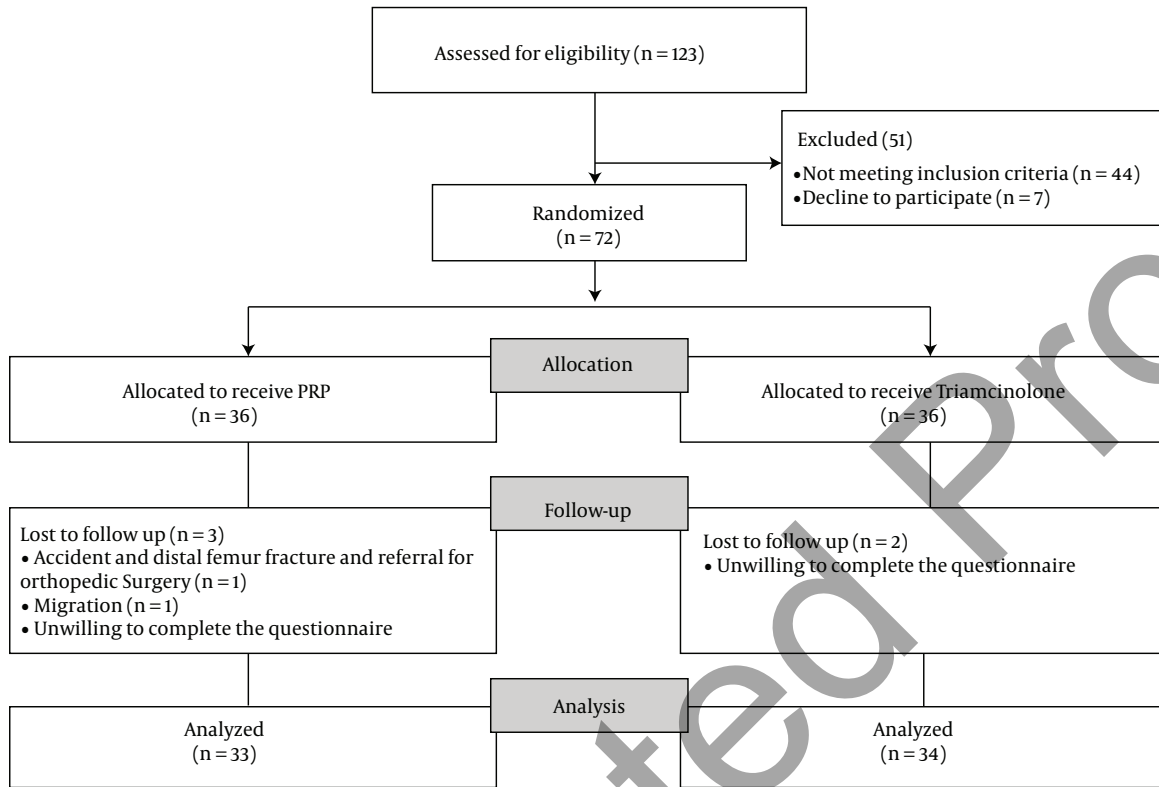 Assessed for eligibility (n = 123)
Excluded (51)
•Not meeting inclusion criteria (n = 44)
•Decline to participate (n = 7)
Randomized
(n = 72)
Allocation
Allocated to receive PRP
(n = 36)
Allocated to receive Triamcinolone
(n = 36)
Follow-up
Lost to follow up (n = 3)
• Accident and distal femur fracture and referral for
orthopedic Surgery (n = 1)
• Migration (n = 1)
• Unwilling to complete the questionnaire
Lost to follow up (n = 2)
• Unwilling to complete the questionnaire
Analysis
Analyzed
(n = 33)
Analyzed
(n = 34)
ted Pro